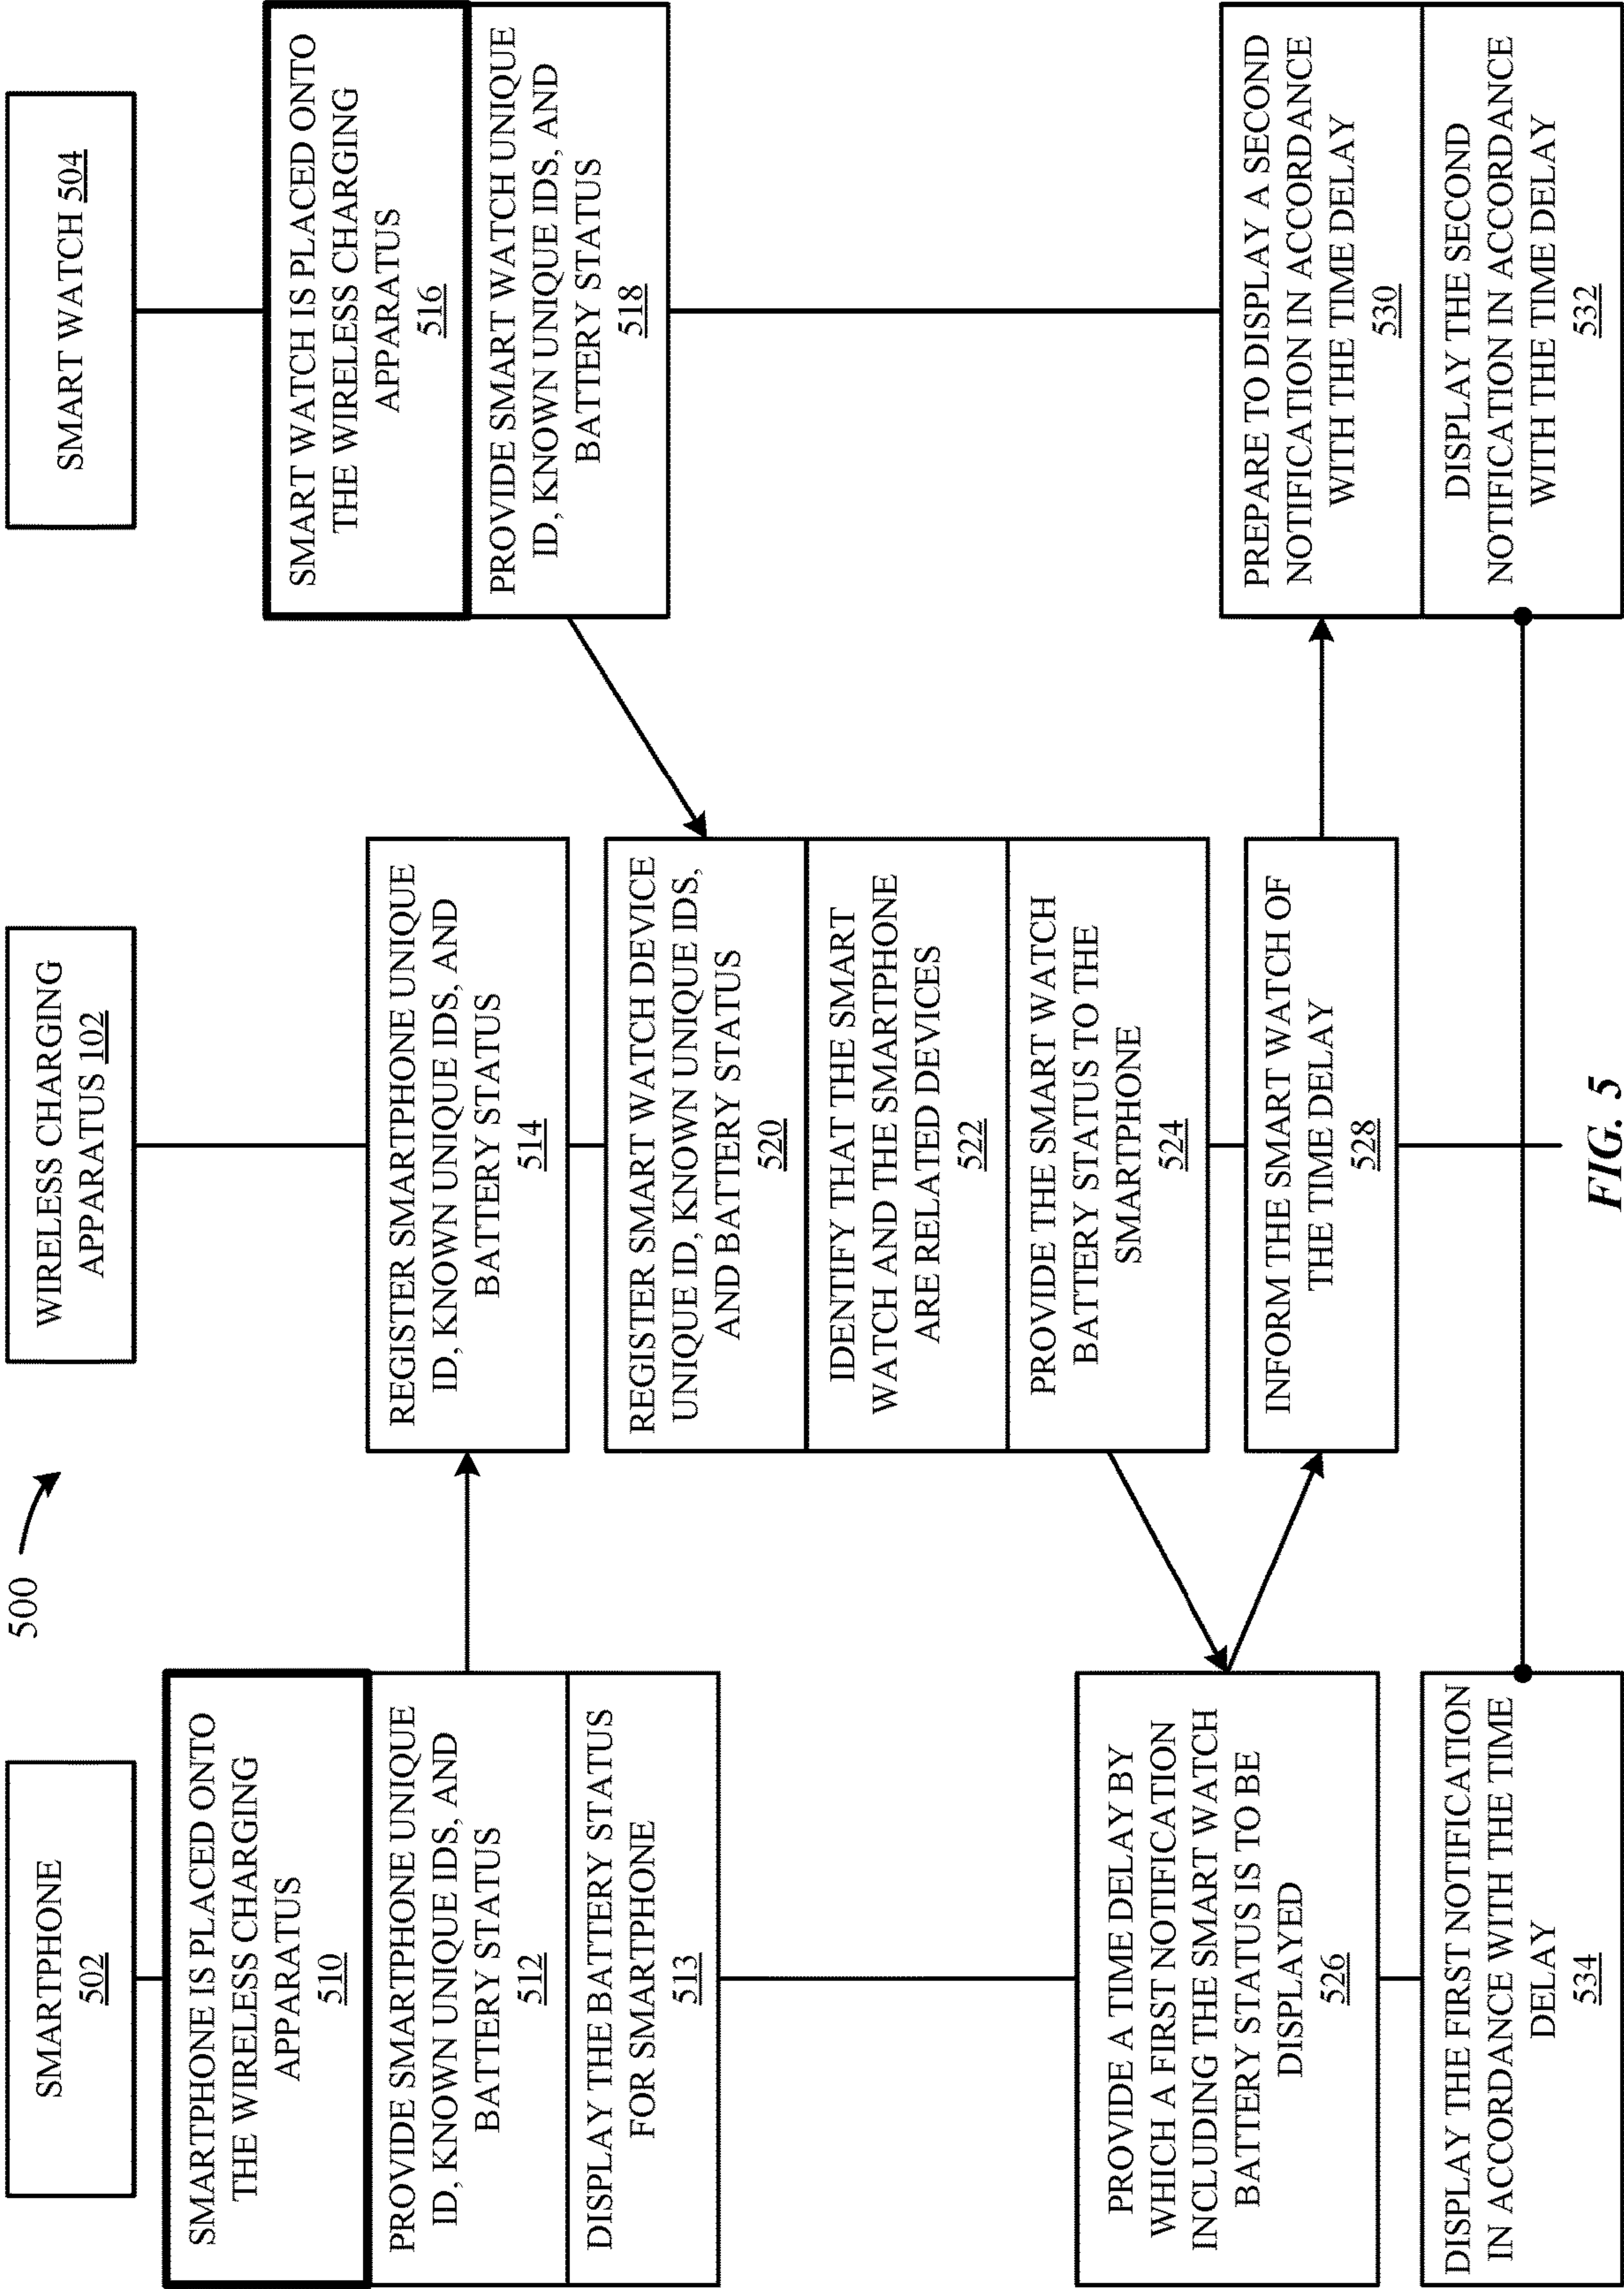 500
SMARTPHONE
502
SMARTPHONE IS PLACED ONTO
THE WIRELESS CHARGING
APPARATUS
510
PROVIDE SMARTPHONE UNIQUE
ID, KNOWN UNIQUE IDS, AND
BATTERY STATUS
512
DISPLAY THE BATTERY STATUS
FOR SMARTPHONE
513
PROVIDE A TIME DELAY BY
WHICH A FIRST NOTIFICATION
INCLUDING THE SMART WATCH
BATTERY STATUS IS TO BE
DISPLAYED
526
DISPLAY THE FIRST NOTIFICATION
IN ACCORDANCE WITH THE TIME
DELAY
534
WIRELESS CHARGING
APPARATUS 102
REGISTER SMARTPHONE UNIQUE
ID, KNOWN UNIQUE IDS, AND
BATTERY STATUS
514
REGISTER SMART WATCH DEVICE
UNIQUE ID, KNOWN UNIQUE IDS,
AND BATTERY STATUS
520
IDENTIFY THAT THE SMART
WATCH AND THE SMARTPHONE
ARE RELATED DEVICES
522
PROVIDE THE SMART WATCH
BATTERY STATUS TO THE
SMARTPHONE
524
INFORM THE SMART WATCH OF
THE TIME DELAY
528
SMART WATCH 504
SMART WATCH IS PLACED ONTO
THE WIRELESS CHARGING
APPARATUS
516
PROVIDE SMART WATCH UNIQUE
ID, KNOWN UNIQUE IDS, AND
BATTERY STATUS
518
PREPARE TO DISPLAY A SECOND
NOTIFICATION IN ACCORDANCE
WITH THE TIME DELAY
530
DISPLAY THE SECOND
NOTIFICATION IN ACCORDANCE
WITH THE TIME DELAY
532
FIG. 5